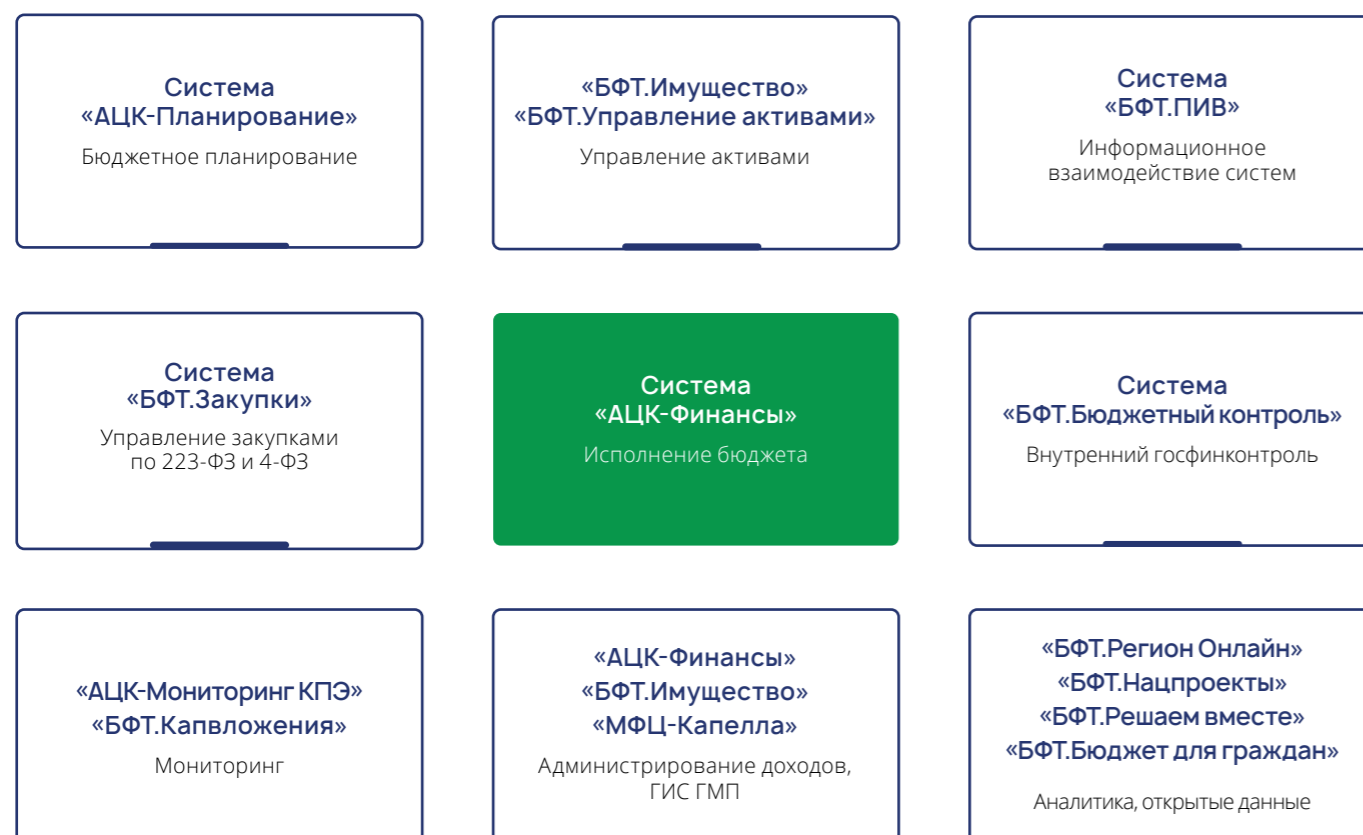 Система
«АЦК-Планирование»
Бюджетное планирование
«БФТ.Имущество»
«БФТ.Управление активами»
Управление активами
Система
«БФТ.ПИВ»
Информационное
взаимодействие систем
Система
«БФТ.Закупки»
Управление закупками
по 223-ФЗ и 4-ФЗ
Система
«АЦК-Финансы»
Исполнение бюджета
Система
«БФТ.Бюджетный контроль»
Внутренний госфинконтроль
«АЦК-Мониторинг КПЭ»
«БФТ.Капвложения»
Мониторинг
«АЦК-Финансы»
«БФТ.Имущество»
«МФЦ-Капелла»
Администрирование доходов,
ГИС ГМП
«БФТ.Регион Онлайн»
«БФТ.Нацпроекты»
«БФТ.Решаем вместе»
«БФТ.Бюджет для граждан»
Аналитика, открытые данные